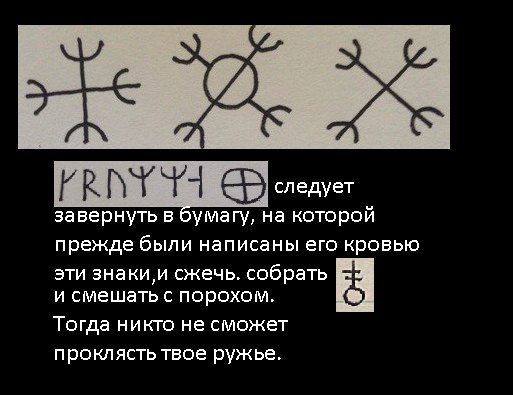 следует
завернуть в бумагу, на которой
прежде были написаны его кровью
эти знаки,и сжечь. собрать
и смешать с порохом.
Тогда никто не сможет
проклясть твое ружье.